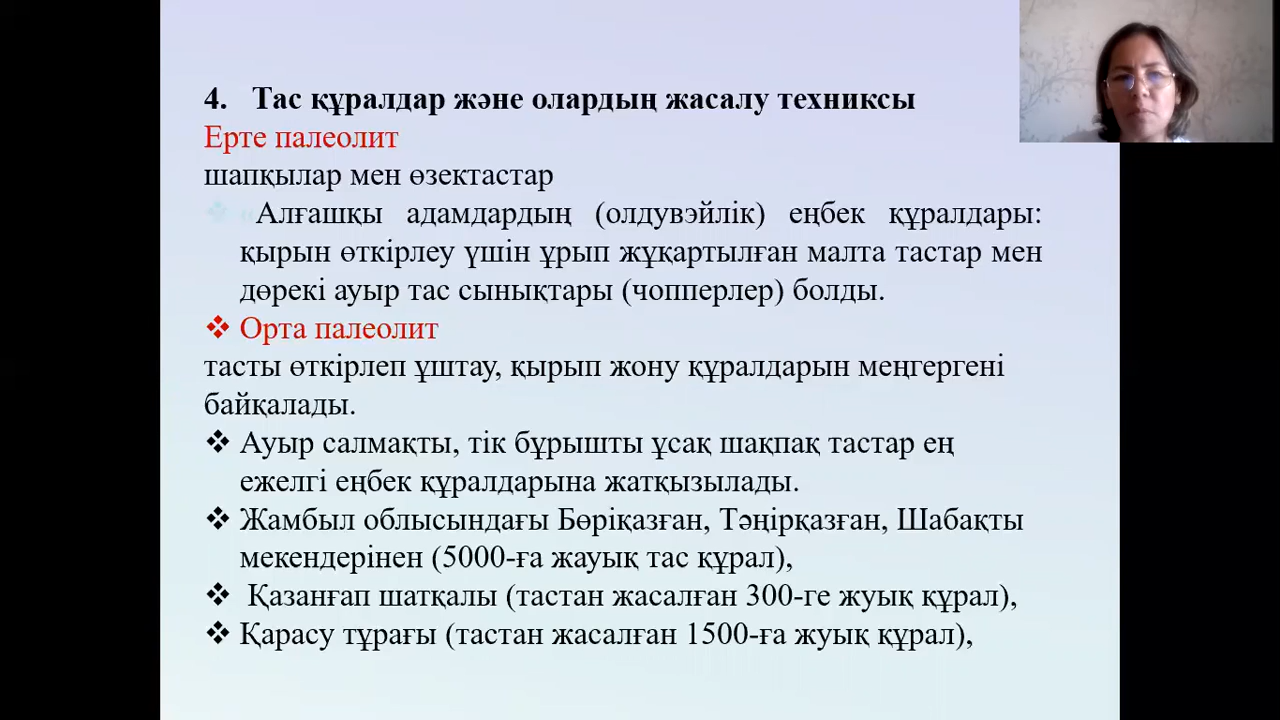 4. Тас құралдар және олардың жасалу техниксы
Ерте палеолит
шапқылар мен өзектастар
❖ «Алғашқы адамдардың (олдувэйлік) еңбек құралдары:
қырын өткірлеу үшін ұрып жұқартылған малта тастар мен
дөрекі ауыр тас сынықтары (чопперлер) болды.
❖ Орта палеолит
тасты өткірлеп ұштау, қырып жону құралдарын меңгергені
байқалады.
❖ Ауыр салмақты, тік бұрышты ұсақ шақпақ тастар ең
ежелгі еңбек құралдарына жатқызылады.
❖ Жамбыл облысындағы Бөріқазған, Тәңірқазған, Шабақты
мекендерінен (5000-ға жауық тас құрал),
❖ Қазанғап шатқалы (тастан жасалған 300-ге жуық құрал),
❖ Қарасу тұрағы (тастан жасалған 1500-ға жуық құрал),